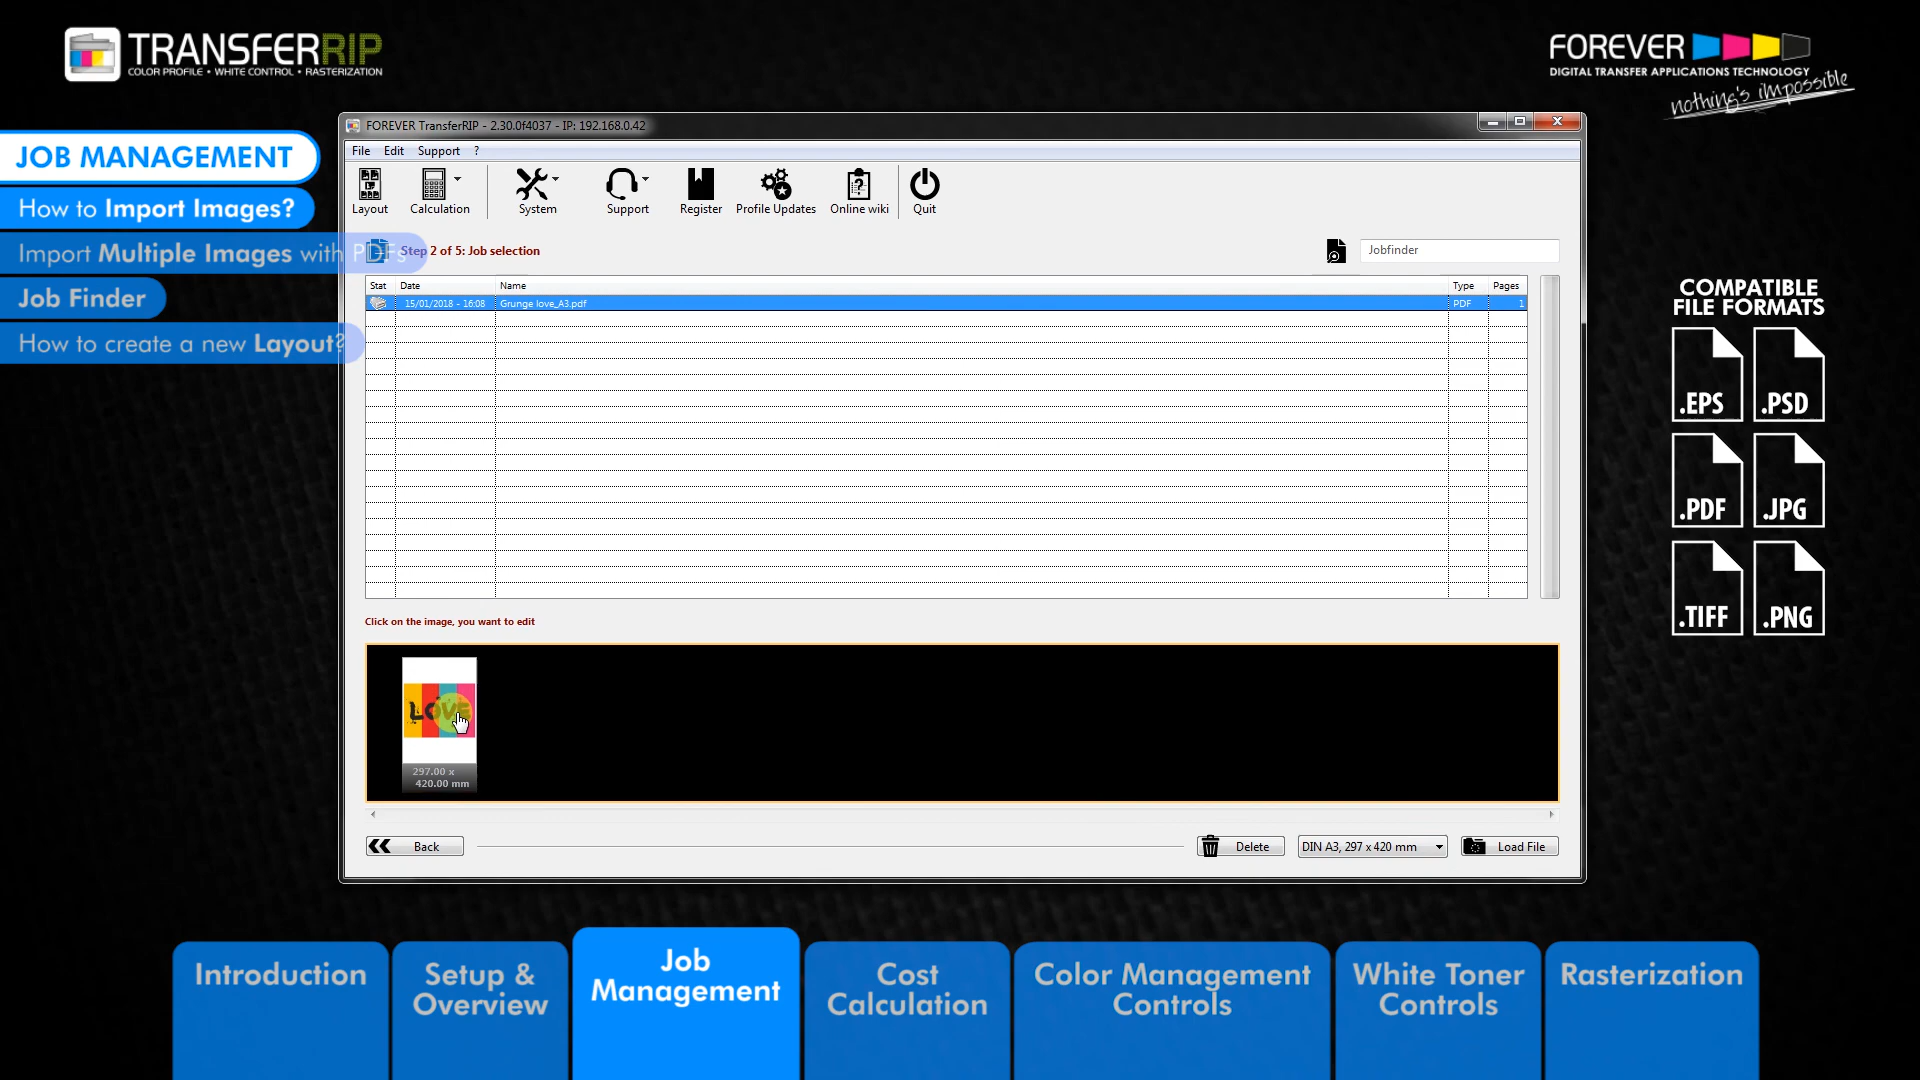 TRANSFERRIP
COLOR PROFILE • WHITE CONTROL • RASTERIZATION
FOREVER
DIGITAL TRANSFER APPLICATIONS TECHNOLOGY
nothing's impossible
JOB MANAGEMENT
How to Import Images?
Import Multiple Images with PDFs
Job Finder
How to create a new Layout?
FOREVER TransferRIP - 2.30.0f4037 - IP: 192.168.0.42
File Edit Support ?
Layout Calculation System Support Register Profile Updates Online wiki Quit
Step 2 of 5: Job selection
Jobfinder
Stat Date Name Type Pages
15/01/2018 - 16:08 Grunge love_A3.pdf PDF 1
Click on the image, you want to edit
LOVE
297.00 x
420.00 mm
Back
Delete
DIN A3, 297 x 420 mm
Load File
COMPATIBLE
FILE FORMATS
.EPS .PSD
.PDF .JPG
.TIFF .PNG
Introduction
Setup &
Overview
Job
Management
Cost
Calculation
Color Management
Controls
White Toner
Controls
Rasterization